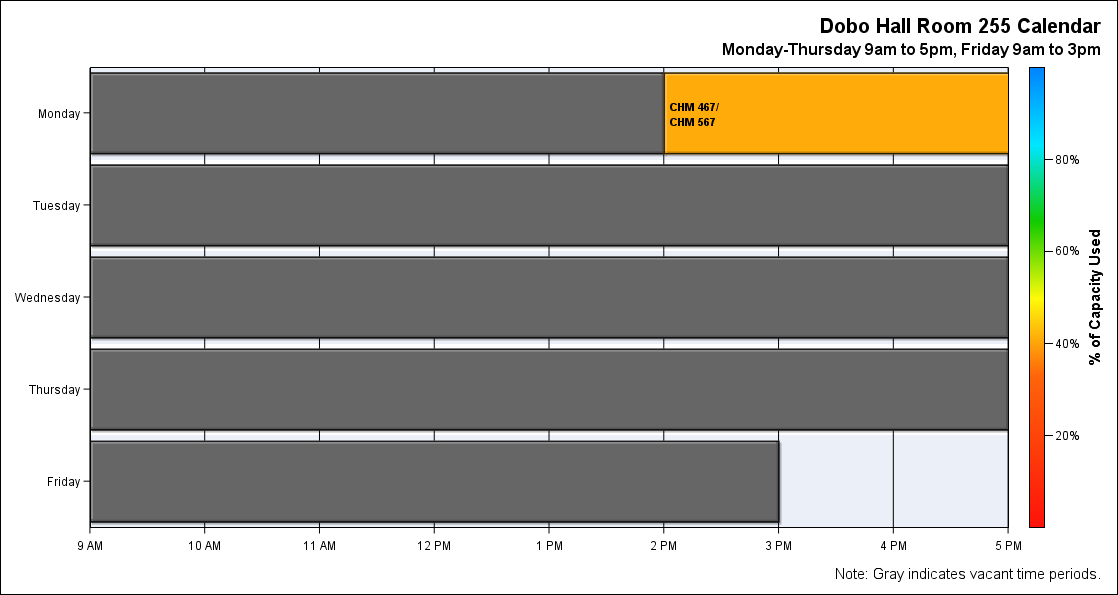 Dobo Hall Room 255 Calendar
Monday-Thursday 9am to 5pm, Friday 9am to 3pm
Monday
CHM 467/
CHM 567
Tuesday
Wednesday
Thursday
Friday
9 AM
10 AM
11 AM
12 PM
1 PM
2 PM
3 PM
4 PM
5 PM
80%
60%
40%
20%
% of Capacity Used
Note: Gray indicates vacant time periods.